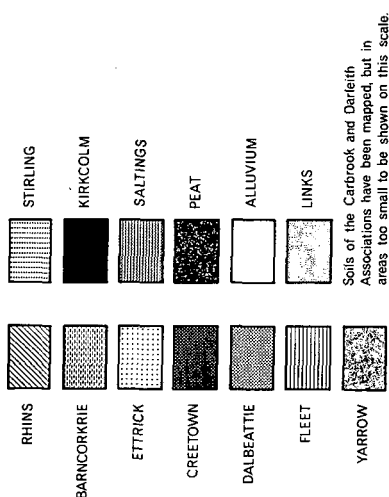 RHINS
BARNCORKRIE
ETTRICK
CREETOWN
DALBEATTIE
FLEET
YARROW
STIRLING
KIRKCOLM
SALTINGS
PEAT
ALLUVIUM
LINKS
Soils of the Carbrook and Darleith
Associations have been mapped, but in
areas too small to be shown on this scale.